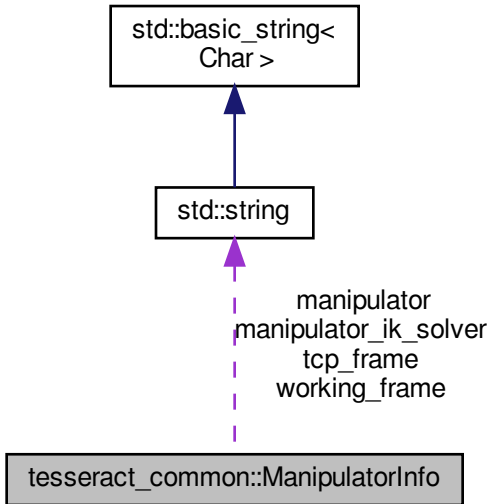 std::basic_string<
Char >
std::string
manipulator
manipulator_ik_solver
tcp_frame
working_frame
tesseract_common::ManipulatorInfo